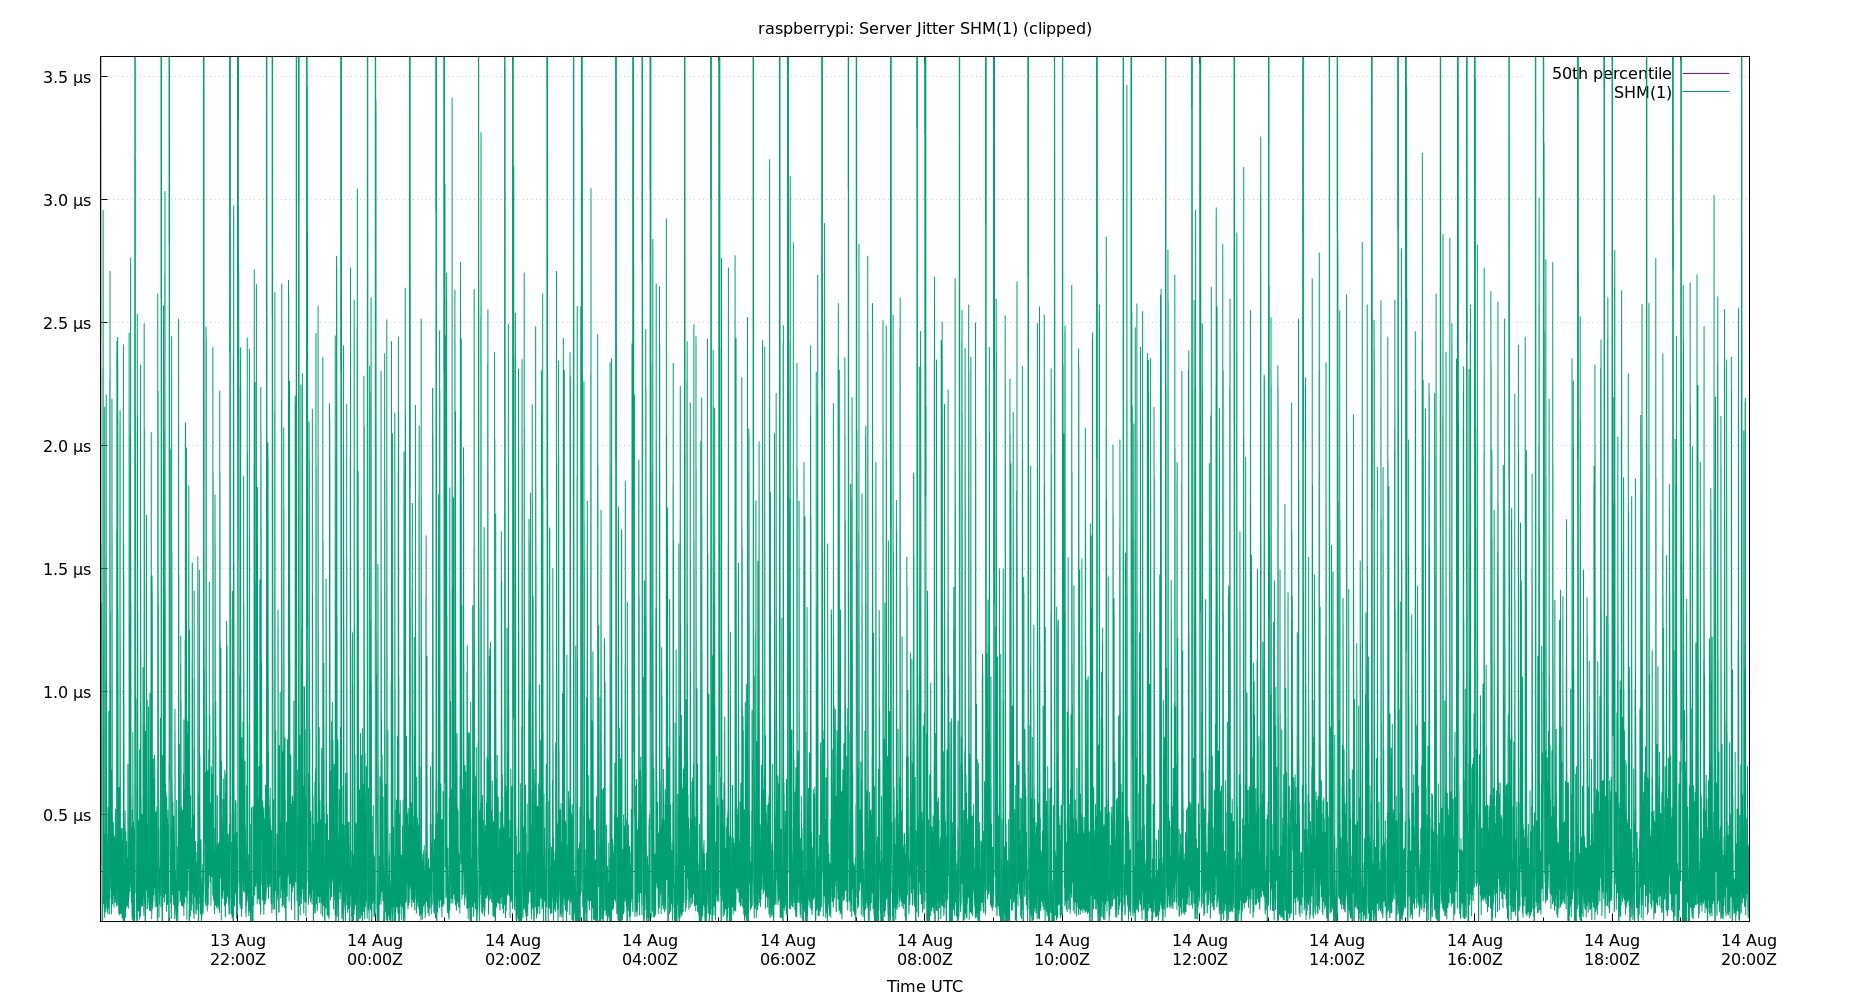 raspberrypi: Server Jitter SHM(1) (clipped)
50th percentile
SHM(1)
3.5 µs
3.0 µs
2.5 µs
2.0 µs
1.5 µs
1.0 µs
0.5 µs
13 Aug 14 Aug 14 Aug 14 Aug 14 Aug 14 Aug 14 Aug 14 Aug 14 Aug 14 Aug 14 Aug 14 Aug
22:00Z 00:00Z 02:00Z 04:00Z 06:00Z 08:00Z 10:00Z 12:00Z 14:00Z 16:00Z 18:00Z 20:00Z
Time UTC